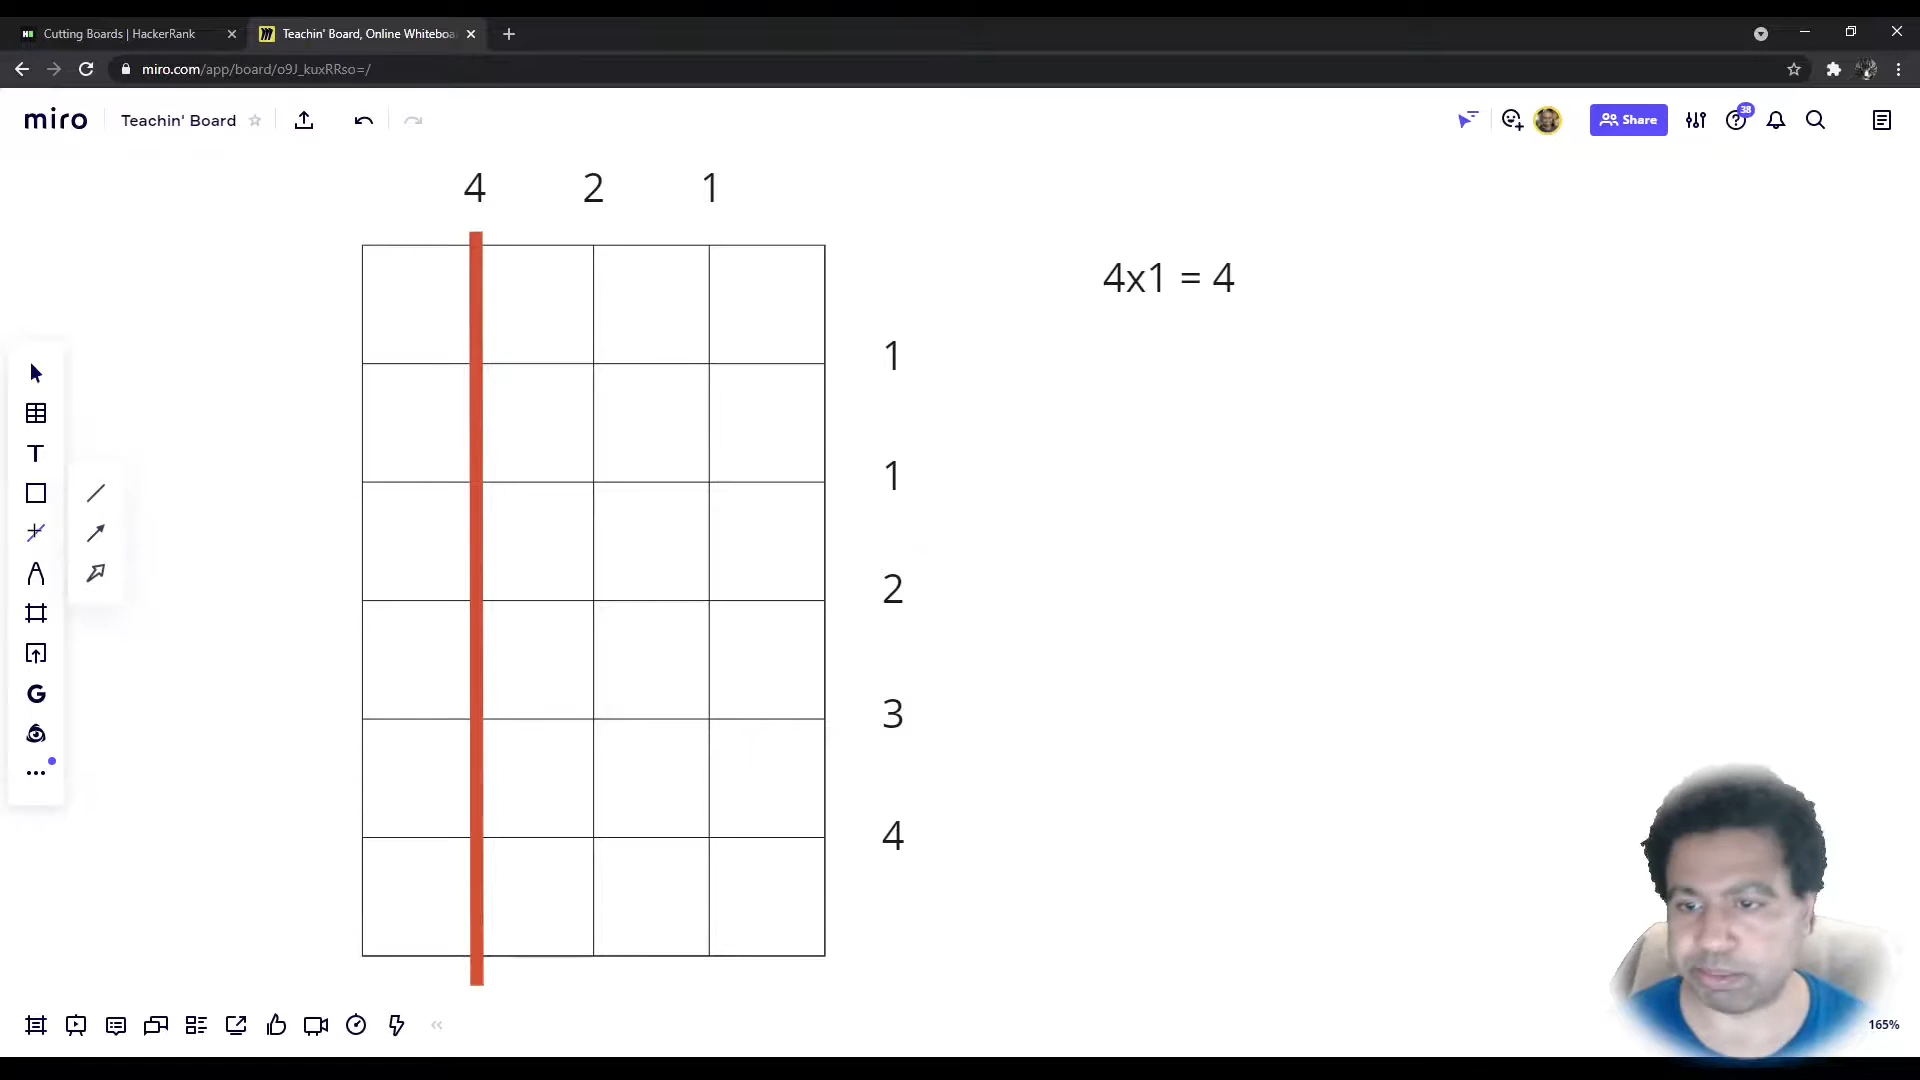 Cutting Boards | HackerRank
Teachin' Board, Online Whiteboa
miro.com/app/board/o9J_kuxRRso=/
miro
Teachin' Board
Share
38
4 2 1
4x1 = 4
1
1
2
3
4
165%